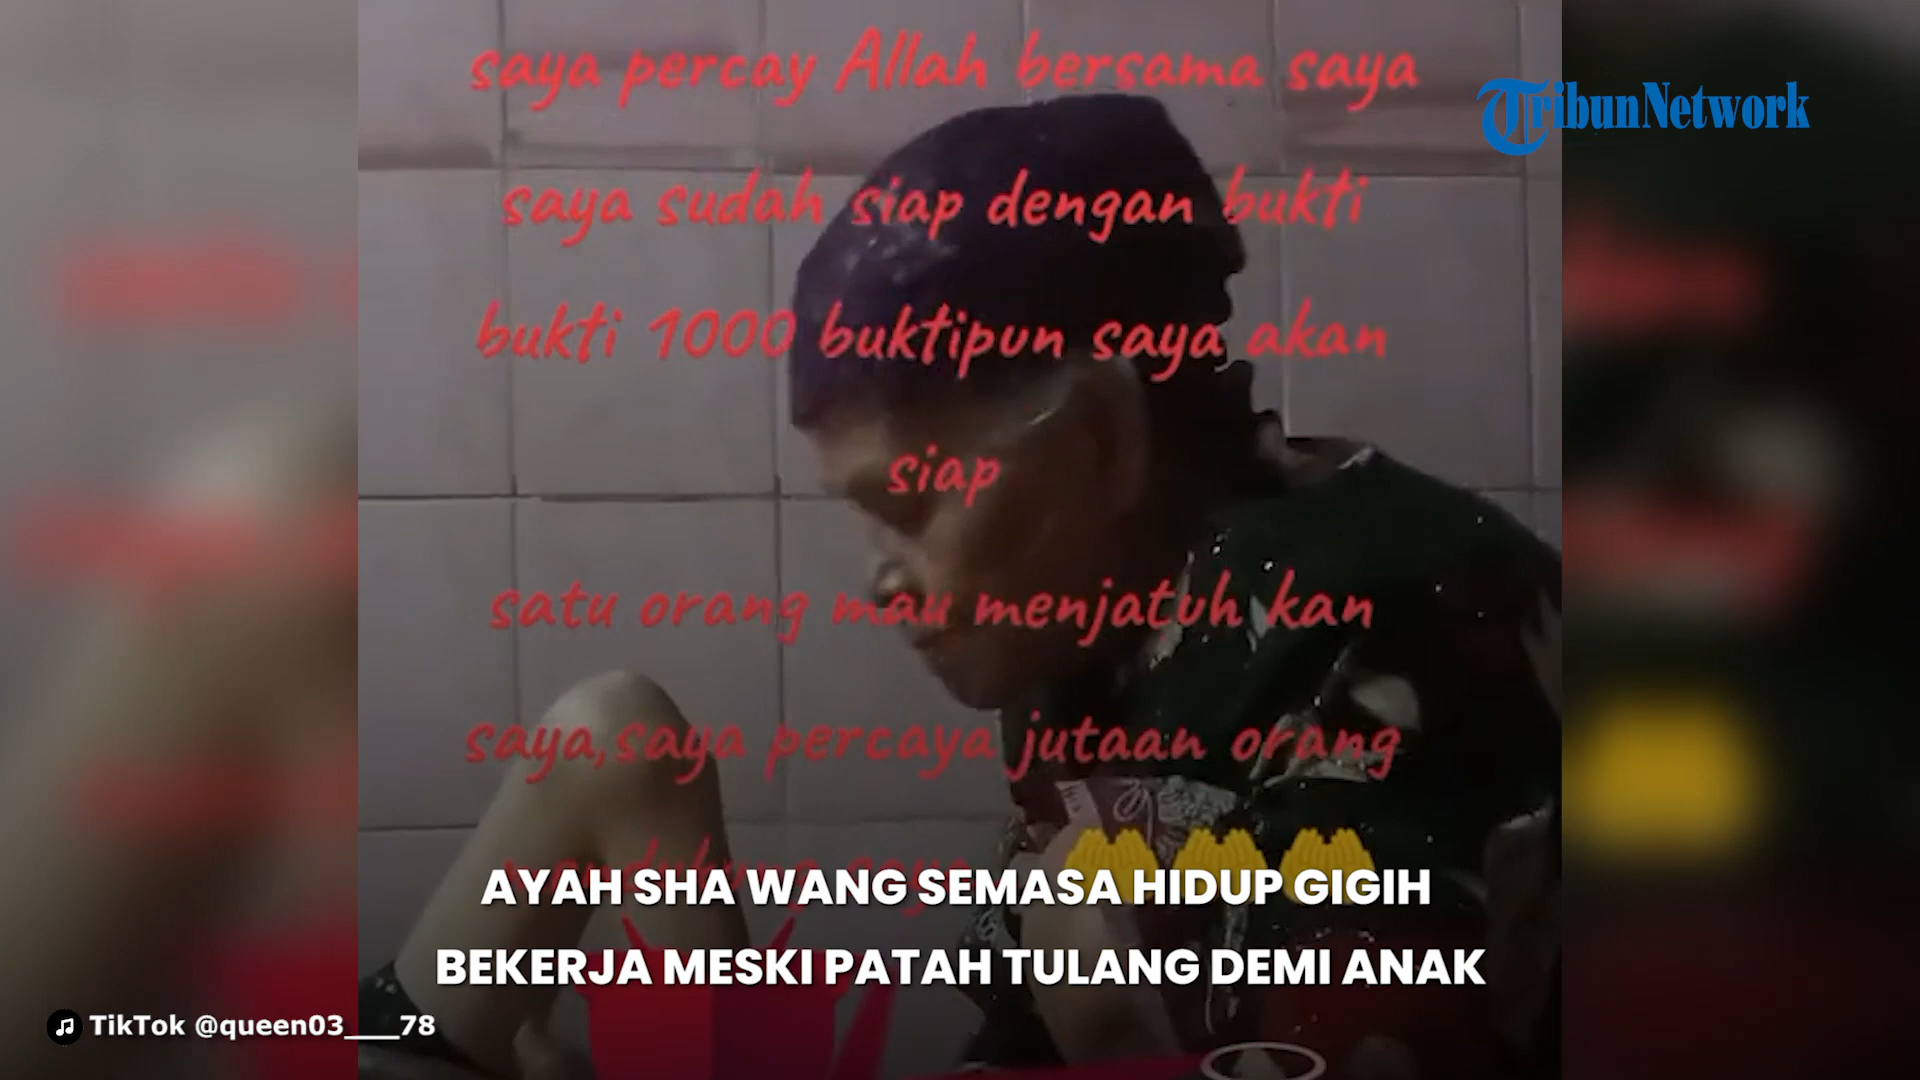 saya percay Allah bersama saya
TribunNetwork
saya sudah siap dengan bukti
bukti 1000 buktipun saya akan
siap
satu orang mau menjatuh kan
saya,saya percaya jutaan orang
saya
AYAH SHA WANG SEMASA HIDUP GIGIH
BEKERJA MESKI PATAH TULANG DEMI ANAK
TikTok @queen03___78